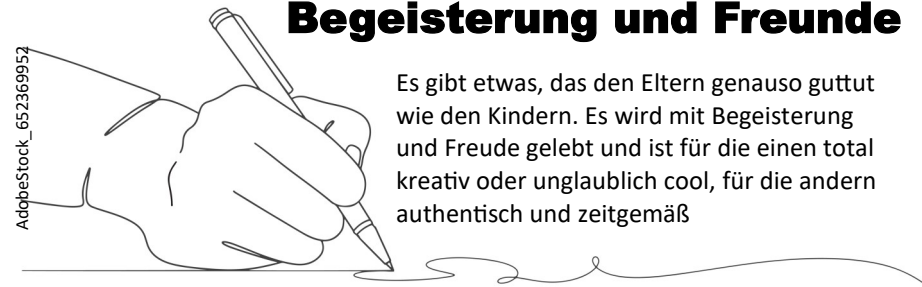 Begeisterung und Freunde
Es gibt etwas, das den Eltern genauso guttut
wie den Kindern. Es wird mit Begeisterung
und Freude gelebt und ist für die einen total
kreativ oder unglaublich cool, für die andern
authentisch und zeitgemäß
AdobeStock_652369952